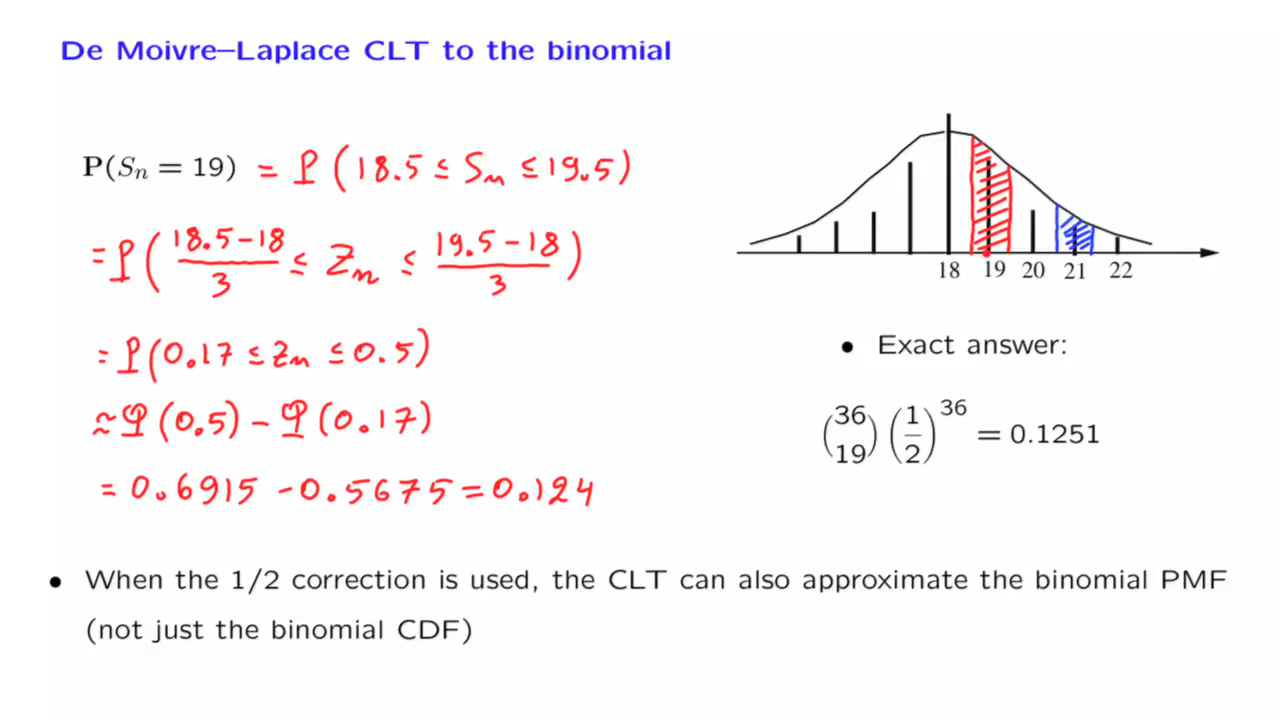 De Moivre–Laplace CLT to the binomial
P(Sn = 19) = P(18.5 ≤ Sn ≤ 19.5)
= P((18.5 − 18)/3 ≤ Zn ≤ (19.5 − 18)/3)
= P(0.17 ≤ Zn ≤ 0.5)
≈ Φ(0.5) − Φ(0.17)
= 0.6915 − 0.5675 = 0.124
18 19 20 21 22
• Exact answer:
(36 19) (1/2)^36 = 0.1251
• When the 1/2 correction is used, the CLT can also approximate the binomial PMF
(not just the binomial CDF)